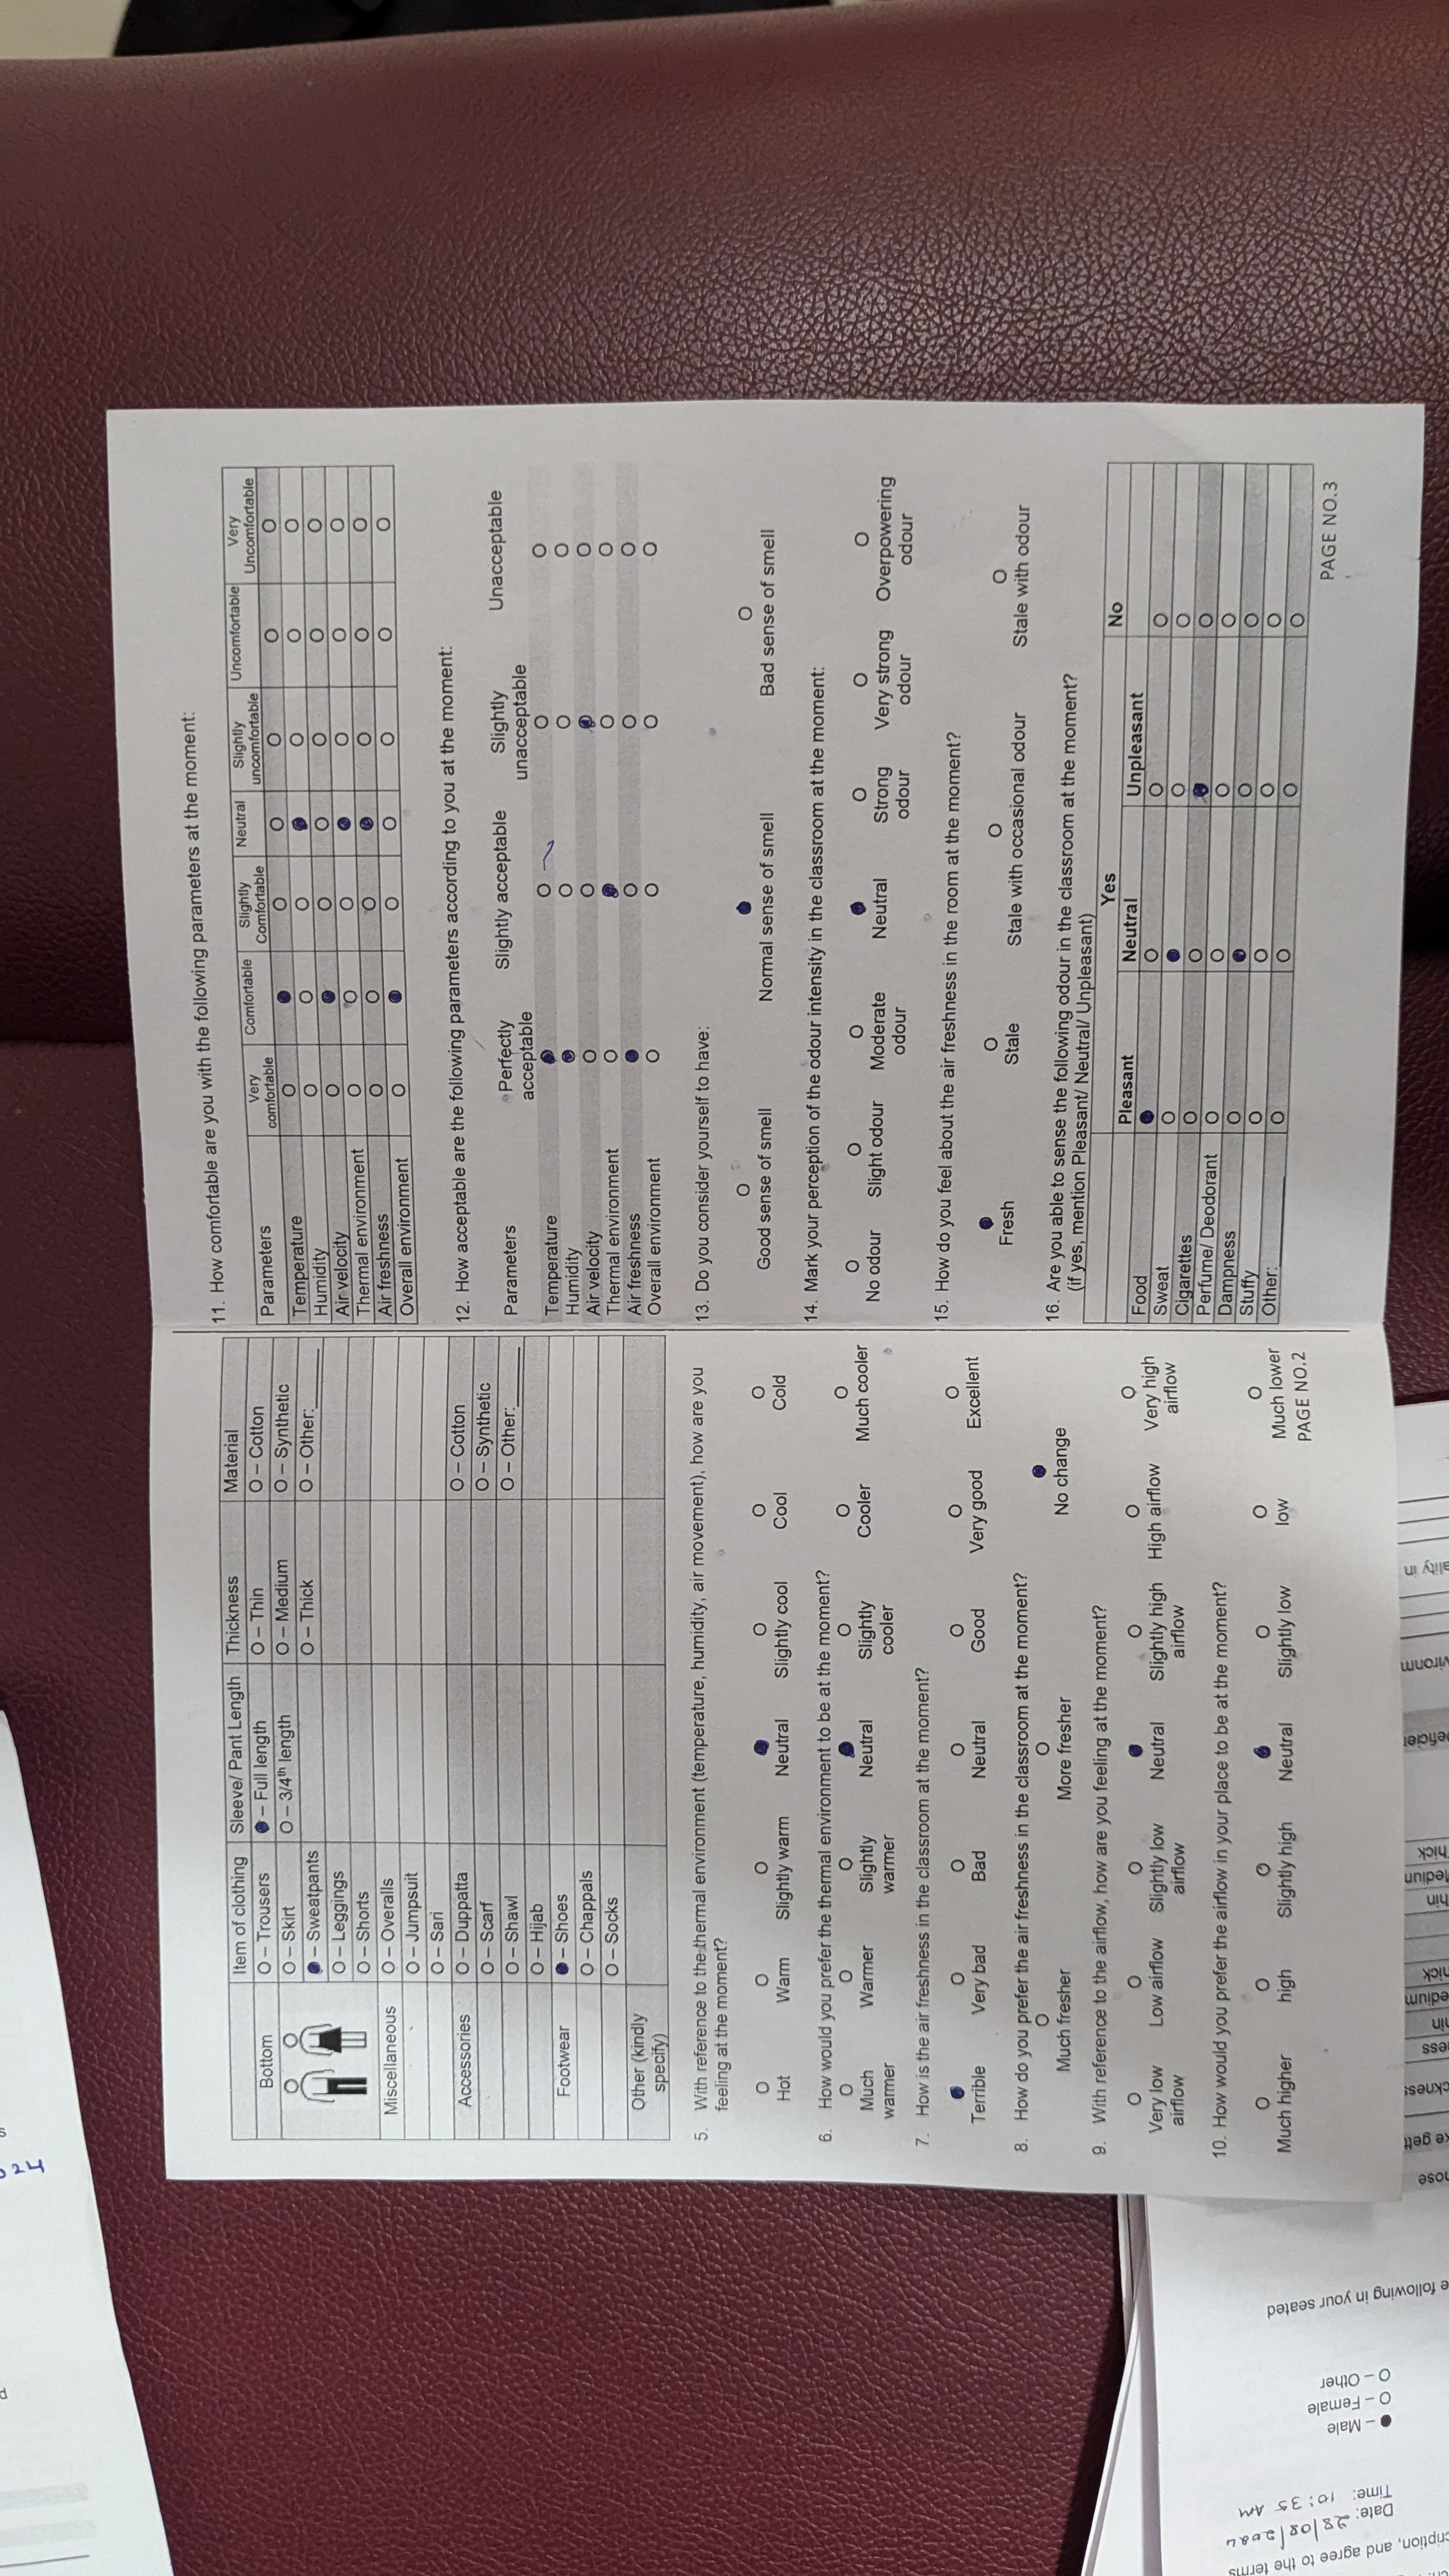 Item of clothing Sleeve/ Pant Length Thickness Material
Bottom O – Trousers ● – Full length O – Thin O – Cotton
O – Skirt O – 3/4th length O – Medium O – Synthetic
● – Sweatpants O – Thick O – Other:______
O – Leggings
O – Shorts
Miscellaneous O – Overalls
O – Jumpsuit
O – Sari
Accessories O – Duppatta O – Cotton
O – Scarf O – Synthetic
O – Shawl O – Other:______
O – Hijab
Footwear ● – Shoes
O – Chappals
O – Socks
Other (kindly
specify)
5. With reference to the thermal environment (temperature, humidity, air movement), how are you
feeling at the moment?
O O O ● O O O
Hot Warm Slightly warm Neutral Slightly cool Cool Cold
6. How would you prefer the thermal environment to be at the moment?
O O O ● O O O
Much Warmer Slightly Neutral Slightly Cooler Much cooler
warmer warmer cooler
7. How is the air freshness in the classroom at the moment?
● O O O O O O
Terrible Very bad Bad Neutral Good Very good Excellent
8. How do you prefer the air freshness in the classroom at the moment?
O O ●
Much fresher More fresher No change
9. With reference to the airflow, how are you feeling at the moment?
O O O ● O O O
Very low Low airflow Slightly low Neutral Slightly high High airflow Very high
airflow airflow airflow airflow
10. How would you prefer the airflow in your place to be at the moment?
O O O ● O O O
Much higher high Slightly high Neutral Slightly low low Much lower
PAGE NO.2
11. How comfortable are you with the following parameters at the moment:
Parameters Very comfortable Comfortable Slightly Comfortable Neutral Slightly uncomfortable Uncomfortable Very Uncomfortable
Temperature O ● O O O O O
Humidity O O O ● O O O
Air velocity O ● O O O O O
Thermal environment O O O ● O O O
Air freshness O O O ● O O O
Overall environment O ● O O O O O
12. How acceptable are the following parameters according to you at the moment:
Parameters Perfectly acceptable Slightly acceptable Slightly unacceptable Unacceptable
Temperature ● O O O
Humidity ● O O O
Air velocity O O ● O
Thermal environment O ● O O
Air freshness ● O O O
Overall environment O O O O
13. Do you consider yourself to have:
O ● O
Good sense of smell Normal sense of smell Bad sense of smell
14. Mark your perception of the odour intensity in the classroom at the moment:
O O O ● O O O
No odour Slight odour Moderate Neutral Strong Very strong Overpowering
odour odour odour odour
15. How do you feel about the air freshness in the room at the moment?
● O O O
Fresh Stale Stale with occasional odour Stale with odour
16. Are you able to sense the following odour in the classroom at the moment?
(if yes, mention Pleasant/ Neutral/ Unpleasant)
Yes No
Pleasant Neutral Unpleasant
Food ● O O O
Sweat O ● O O
Cigarettes O O ● O
Perfume/ Deodorant O O O O
Dampness O ● O O
Stuffy O O O O
Other:__________ O O O O
PAGE NO.3
cription, and agree to the terms
Date: 28/08/2024
Time: 10:35 AM
● – Male
O – Female
O – Other
e following in your seated